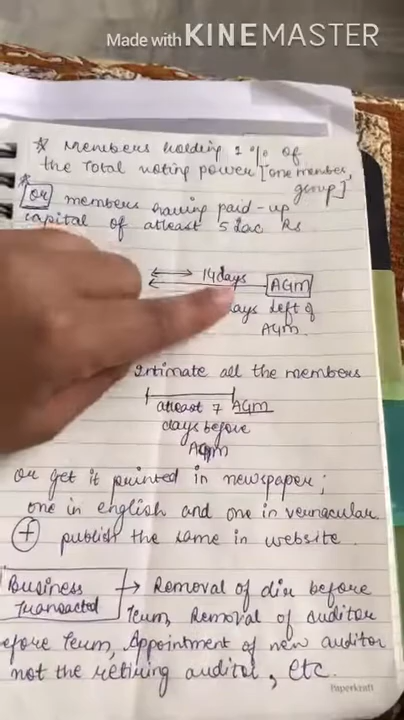 Made with KINEMASTER
☆ Members holding 1% of
the Total voting power [one member,
group]
or members having paid-up
capital of atleast 5 Lac Rs
14days
AGM
days left of
AGM
Intimate all the members
atleast 7 AGM
days before
AGM
or get it printed in newspaper;
one in english and one in vernacular
+ publish the same in website.
Business → Removal of dir before
Transacted Term, Removal of auditor
efore Term, Appointment of new auditor
not the retiring auditor, etc.
Paperkraft